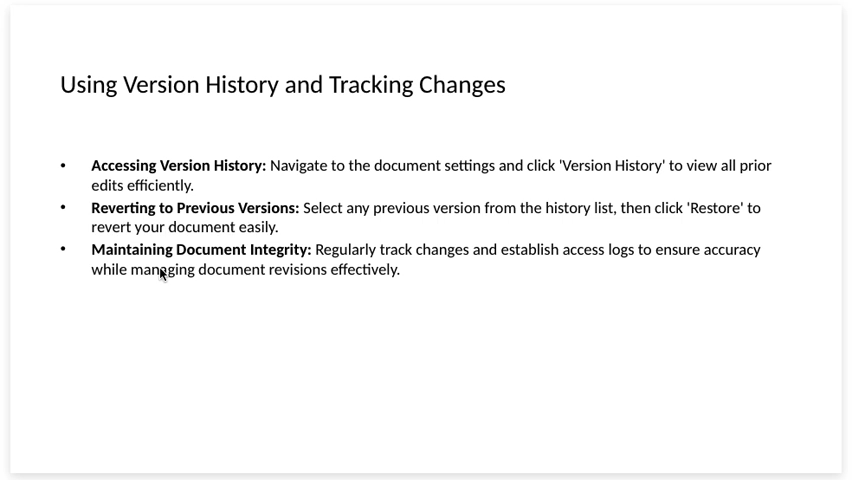 Using Version History and Tracking Changes
• Accessing Version History: Navigate to the document settings and click 'Version History' to view all prior
edits efficiently.
• Reverting to Previous Versions: Select any previous version from the history list, then click 'Restore' to
revert your document easily.
• Maintaining Document Integrity: Regularly track changes and establish access logs to ensure accuracy
while managing document revisions effectively.